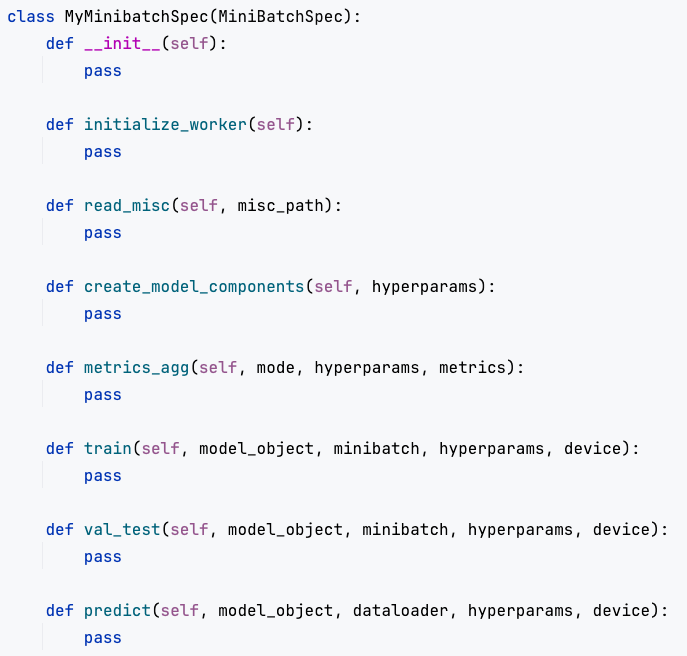 class MyMinibatchSpec(MiniBatchSpec):
    def __init__(self):
        pass

    def initialize_worker(self):
        pass

    def read_misc(self, misc_path):
        pass

    def create_model_components(self, hyperparams):
        pass

    def metrics_agg(self, mode, hyperparams, metrics):
        pass

    def train(self, model_object, minibatch, hyperparams, device):
        pass

    def val_test(self, model_object, minibatch, hyperparams, device):
        pass

    def predict(self, model_object, dataloader, hyperparams, device):
        pass